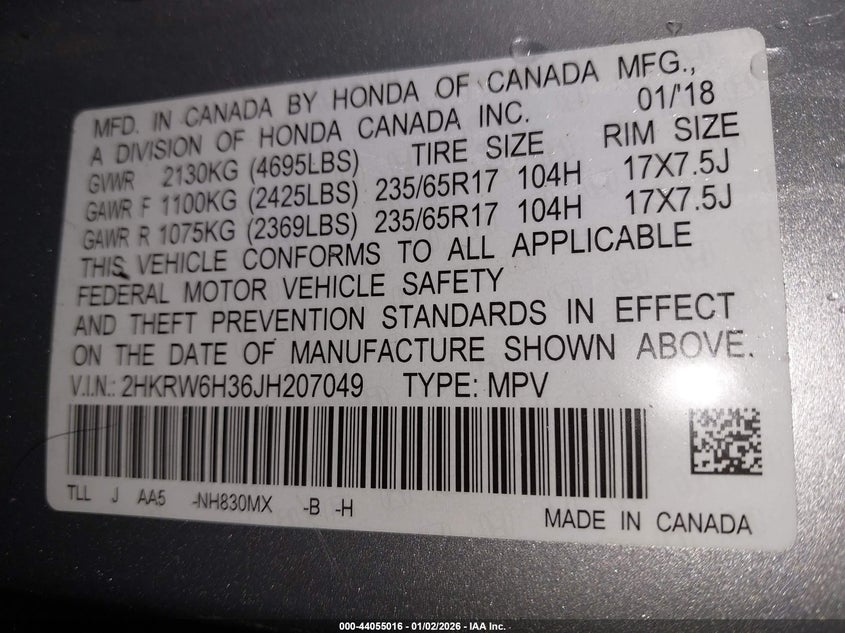 MFD. IN CANADA BY HONDA OF CANADA MFG.,
A DIVISION OF HONDA CANADA INC. 01/'18
GVWR 2130KG (4695LBS) TIRE SIZE RIM SIZE
GAWR F 1100KG (2425LBS) 235/65R17 104H 17X7.5J
GAWR R 1075KG (2369LBS) 235/65R17 104H 17X7.5J
THIS VEHICLE CONFORMS TO ALL APPLICABLE
FEDERAL MOTOR VEHICLE SAFETY
AND THEFT PREVENTION STANDARDS IN EFFECT
ON THE DATE OF MANUFACTURE SHOWN ABOVE.
V.I.N.: 2HKRW6H36JH207049 TYPE: MPV
TLL J AA5 -NH830MX -B -H
MADE IN CANADA
000-44055016 - 01/02/2026 - IAA Inc.